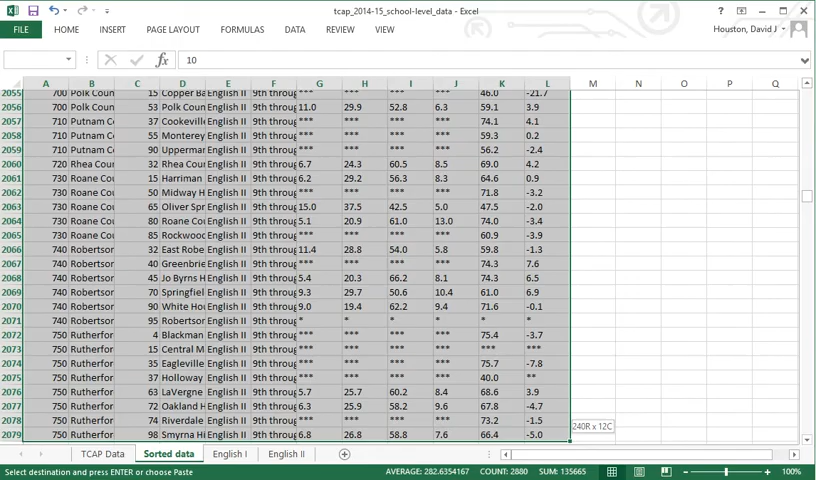 tcap_2014-15_school-level_data - Excel
FILE HOME INSERT PAGE LAYOUT FORMULAS DATA REVIEW VIEW Houston, David J
10
A B C D E F G H I J K L M N O P Q
2055 700 Polk Coun 15 Copper Ba English II 9th throug *** *** *** *** 46.0 -21.7
2056 700 Polk Coun 53 Polk Coun English II 9th throug 11.0 29.9 52.8 6.3 59.1 3.9
2057 710 Putnam Co 37 Cookevill English II 9th throug *** *** *** *** 74.1 4.1
2058 710 Putnam Co 55 Monterey English II 9th throug *** *** *** *** 59.3 0.2
2059 710 Putnam Co 90 Upperman English II 9th throug *** *** *** *** 56.2 -2.4
2060 720 Rhea Coun 32 Rhea Coun English II 9th throug 6.7 24.3 60.5 8.5 69.0 4.2
2061 730 Roane Cou 15 Harriman English II 9th throug 6.2 29.2 56.3 8.3 64.6 0.9
2062 730 Roane Cou 50 Midway H English II 9th throug *** *** *** *** 71.8 -3.2
2063 730 Roane Cou 65 Oliver Spr English II 9th throug 15.0 37.5 42.5 5.0 47.5 -2.0
2064 730 Roane Cou 80 Roane Cou English II 9th throug 5.1 20.9 61.0 13.0 74.0 -3.4
2065 730 Roane Cou 85 Rockwood English II 9th throug *** *** *** *** 60.9 -3.9
2066 740 Robertson 32 East Robe English II 9th throug 11.4 28.8 54.0 5.8 59.8 -1.3
2067 740 Robertson 40 Greenbrie English II 9th throug *** *** *** *** 74.3 7.6
2068 740 Robertson 45 Jo Byrns H English II 9th throug 5.4 20.3 66.2 8.1 74.3 6.5
2069 740 Robertson 70 Springfiel English II 9th throug 9.3 29.7 50.6 10.4 61.0 6.9
2070 740 Robertson 90 White Hou English II 9th throug 9.0 19.4 62.2 9.4 71.6 -0.1
2071 740 Robertson 95 Robertson English II 9th throug * * * * * *
2072 750 Rutherfor 4 Blackman English II 9th throug *** *** *** *** 75.4 -3.7
2073 750 Rutherfor 15 Central M English II 9th throug *** *** *** *** *** ***
2074 750 Rutherfor 35 Eagleville English II 9th throug *** *** *** *** 75.7 -7.8
2075 750 Rutherfor 37 Holloway English II 9th throug *** *** *** *** 40.0 **
2076 750 Rutherfor 63 LaVergne English II 9th throug 5.7 25.7 60.2 8.4 68.6 3.9
2077 750 Rutherfor 72 Oakland H English II 9th throug 6.3 25.9 58.2 9.6 67.8 -4.7
2078 750 Rutherfor 74 Riverdale English II 9th throug *** *** *** *** 73.2 -1.5
240R x 12C
2079 750 Rutherfor 98 Smyrna Hi English II 9th throug 6.8 26.8 58.8 7.6 66.4 -5.0
TCAP Data Sorted data English I English II
Select destination and press ENTER or choose Paste AVERAGE: 282.6354167 COUNT: 2880 SUM: 135665 100%